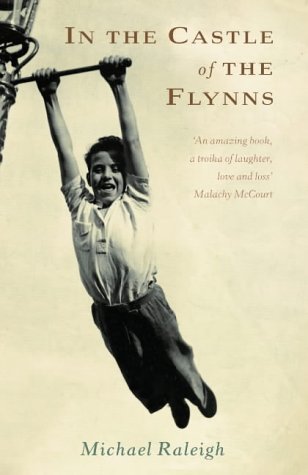 IN THE CASTLE
of THE
FLYNNS
‘An amazing book,
a troika of laughter,
love and loss’
Malachy McCourt
Michael Raleigh